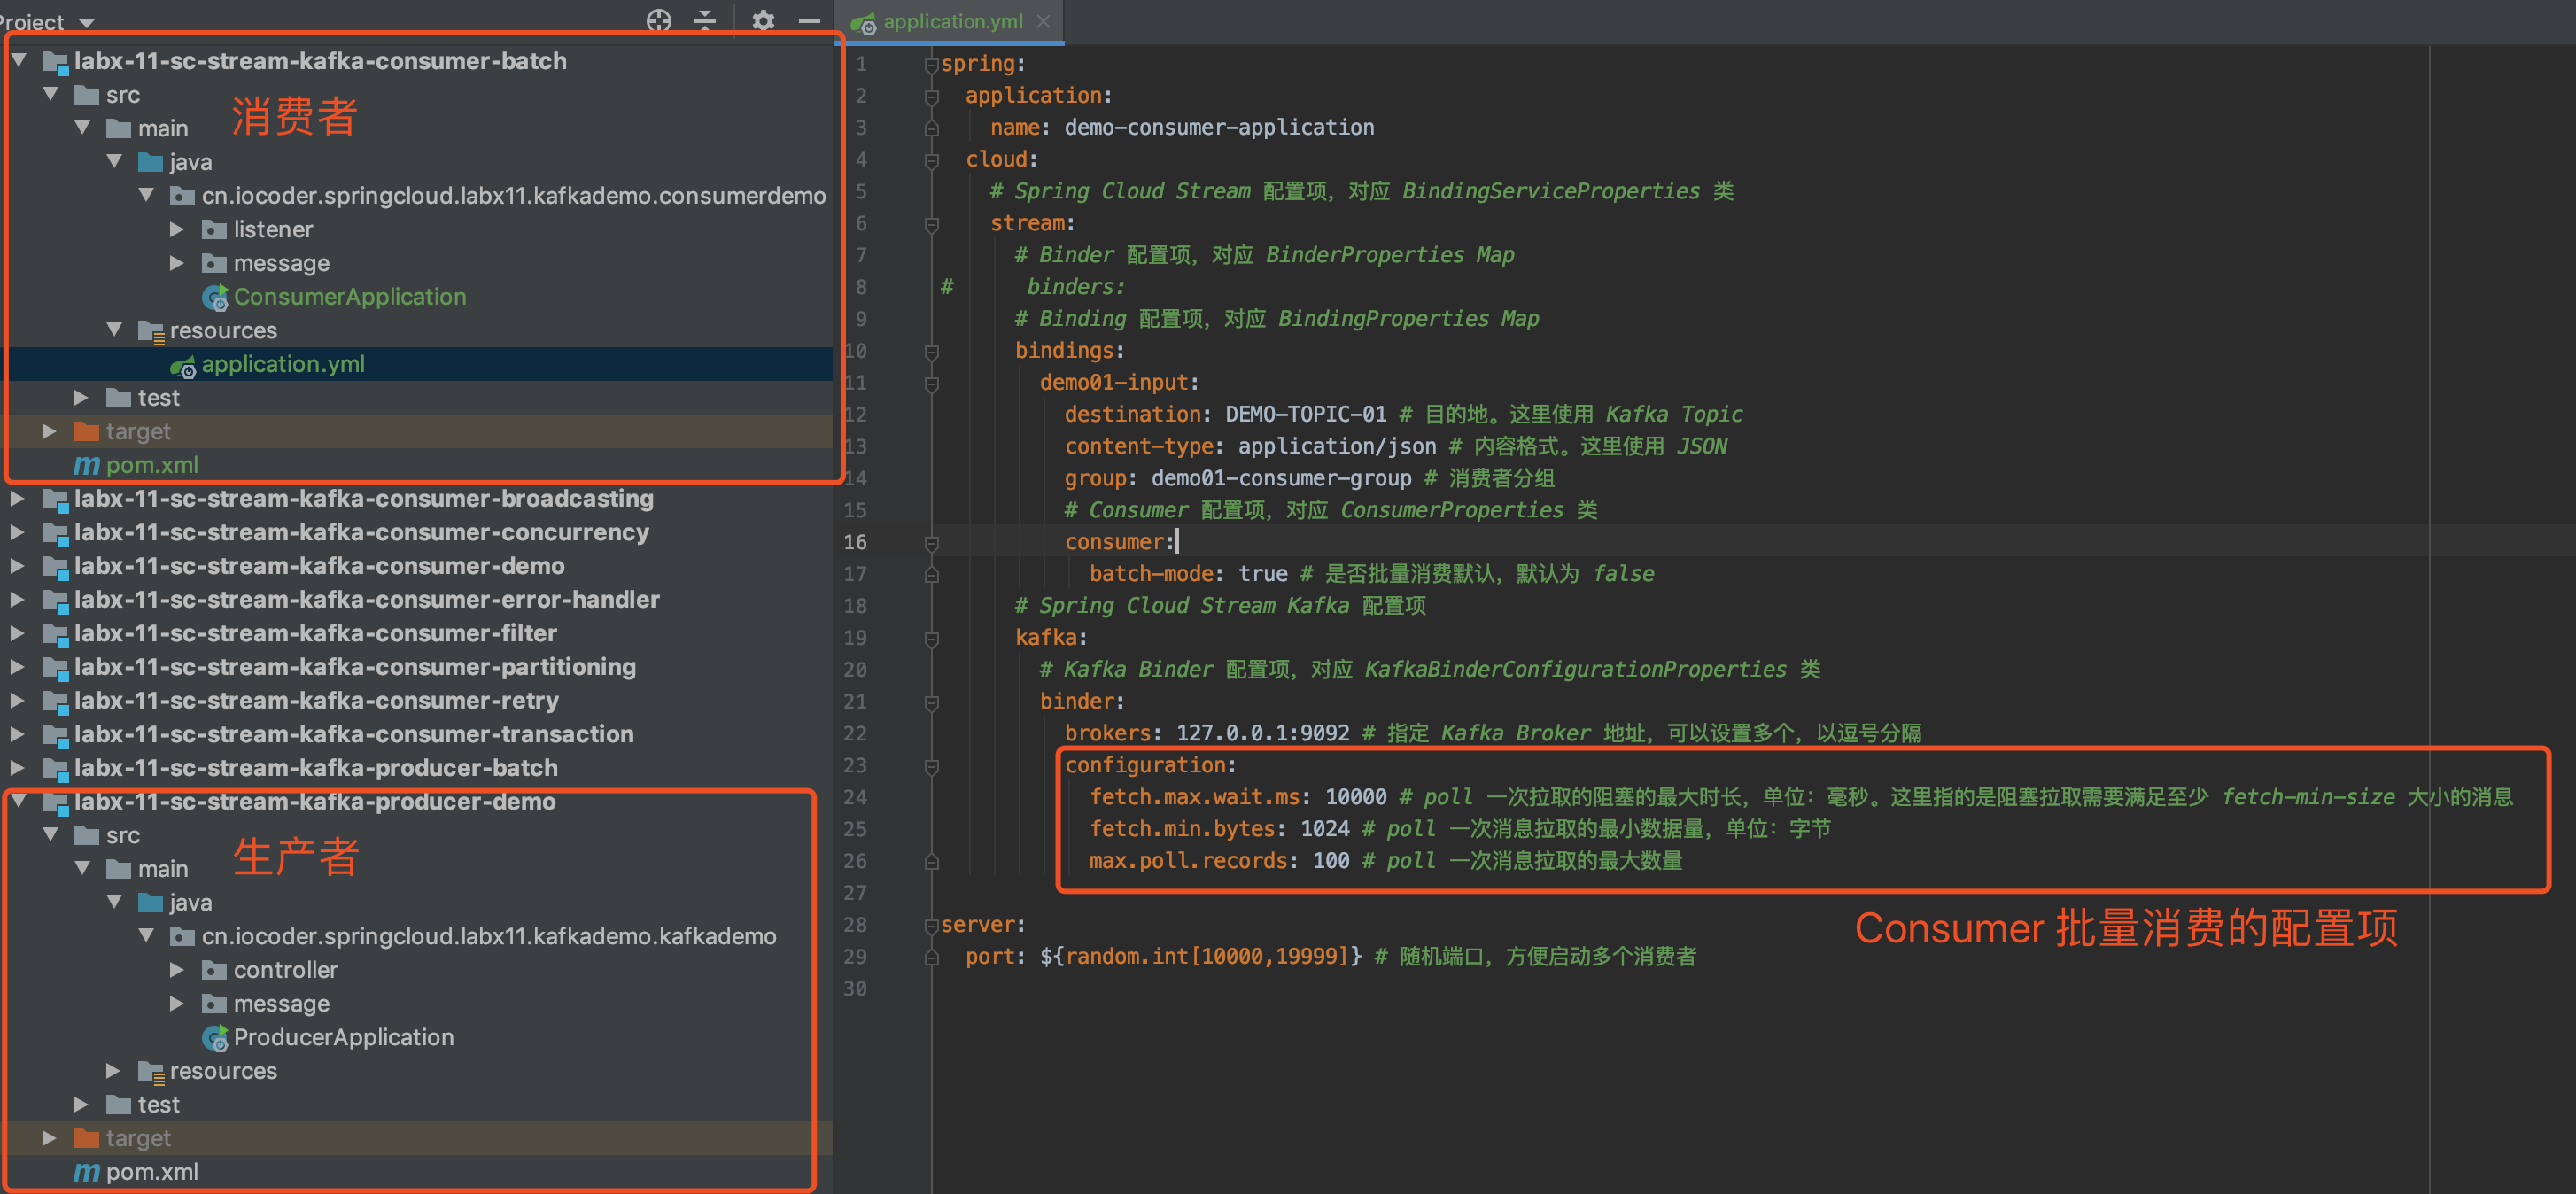 Project
labx-11-sc-stream-kafka-consumer-batch
src
消费者
main
java
cn.iocoder.springcloud.labx11.kafkademo.consumerdemo
listener
message
ConsumerApplication
resources
application.yml
test
target
pom.xml
labx-11-sc-stream-kafka-consumer-broadcasting
labx-11-sc-stream-kafka-consumer-concurrency
labx-11-sc-stream-kafka-consumer-demo
labx-11-sc-stream-kafka-consumer-error-handler
labx-11-sc-stream-kafka-consumer-filter
labx-11-sc-stream-kafka-consumer-partitioning
labx-11-sc-stream-kafka-consumer-retry
labx-11-sc-stream-kafka-consumer-transaction
labx-11-sc-stream-kafka-producer-batch
labx-11-sc-stream-kafka-producer-demo
src
生产者
main
java
cn.iocoder.springcloud.labx11.kafkademo.kafkademo
controller
message
ProducerApplication
resources
test
target
pom.xml
application.yml
1 spring:
2 application:
3 name: demo-consumer-application
4 cloud:
5 # Spring Cloud Stream 配置项，对应 BindingServiceProperties 类
6 stream:
7 # Binder 配置项，对应 BinderProperties Map
8 # binders:
9 # Binding 配置项，对应 BindingProperties Map
10 bindings:
11 demo01-input:
12 destination: DEMO-TOPIC-01 # 目的地。这里使用 Kafka Topic
13 content-type: application/json # 内容格式。这里使用 JSON
14 group: demo01-consumer-group # 消费者分组
15 # Consumer 配置项，对应 ConsumerProperties 类
16 consumer:
17 batch-mode: true # 是否批量消费默认，默认为 false
18 # Spring Cloud Stream Kafka 配置项
19 kafka:
20 # Kafka Binder 配置项，对应 KafkaBinderConfigurationProperties 类
21 binder:
22 brokers: 127.0.0.1:9092 # 指定 Kafka Broker 地址，可以设置多个，以逗号分隔
23 configuration:
24 fetch.max.wait.ms: 10000 # poll 一次拉取的阻塞的最大时长，单位：毫秒。这里指的是阻塞拉取需要满足至少 fetch-min-size 大小的消息
25 fetch.min.bytes: 1024 # poll 一次消息拉取的最小数据量，单位：字节
26 max.poll.records: 100 # poll 一次消息拉取的最大数量
27
28 server:
Consumer 批量消费的配置项
29 port: ${random.int[10000,19999]} # 随机端口，方便启动多个消费者
30